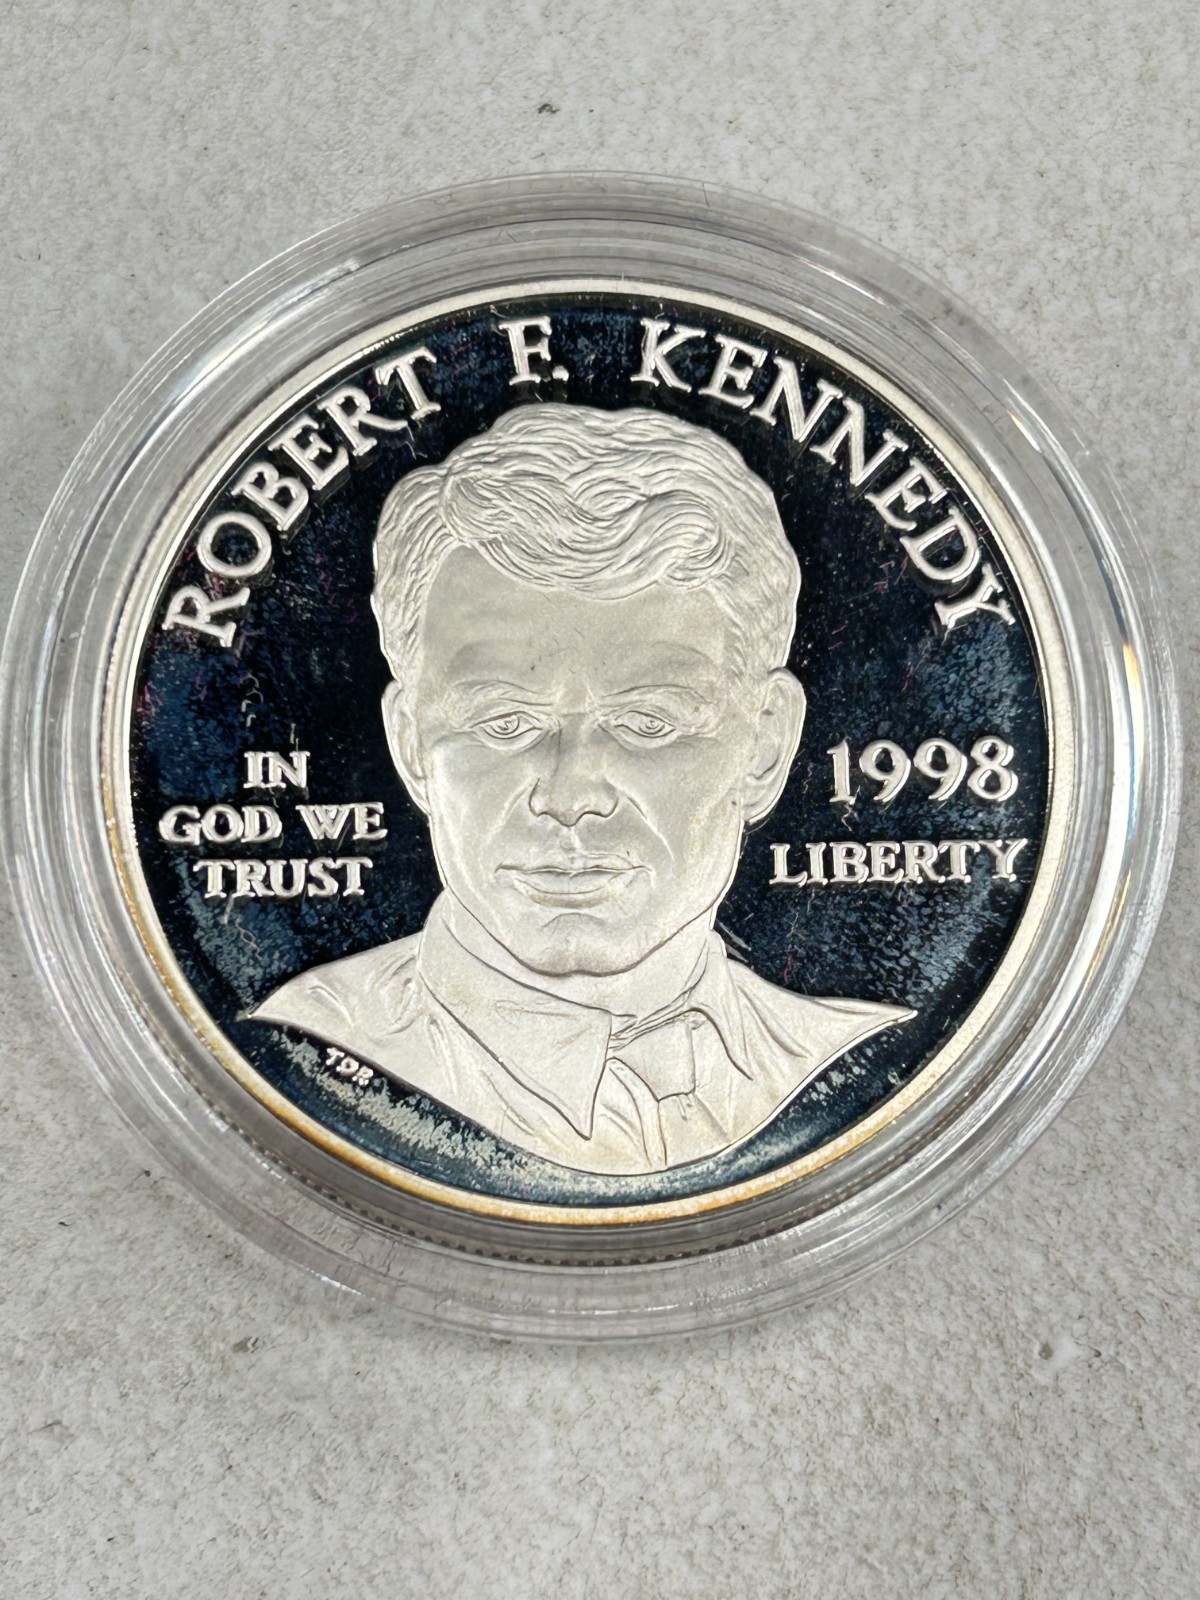 ROBERT F. KENNEDY
IN
GOD WE
TRUST
1998
LIBERTY
TDR